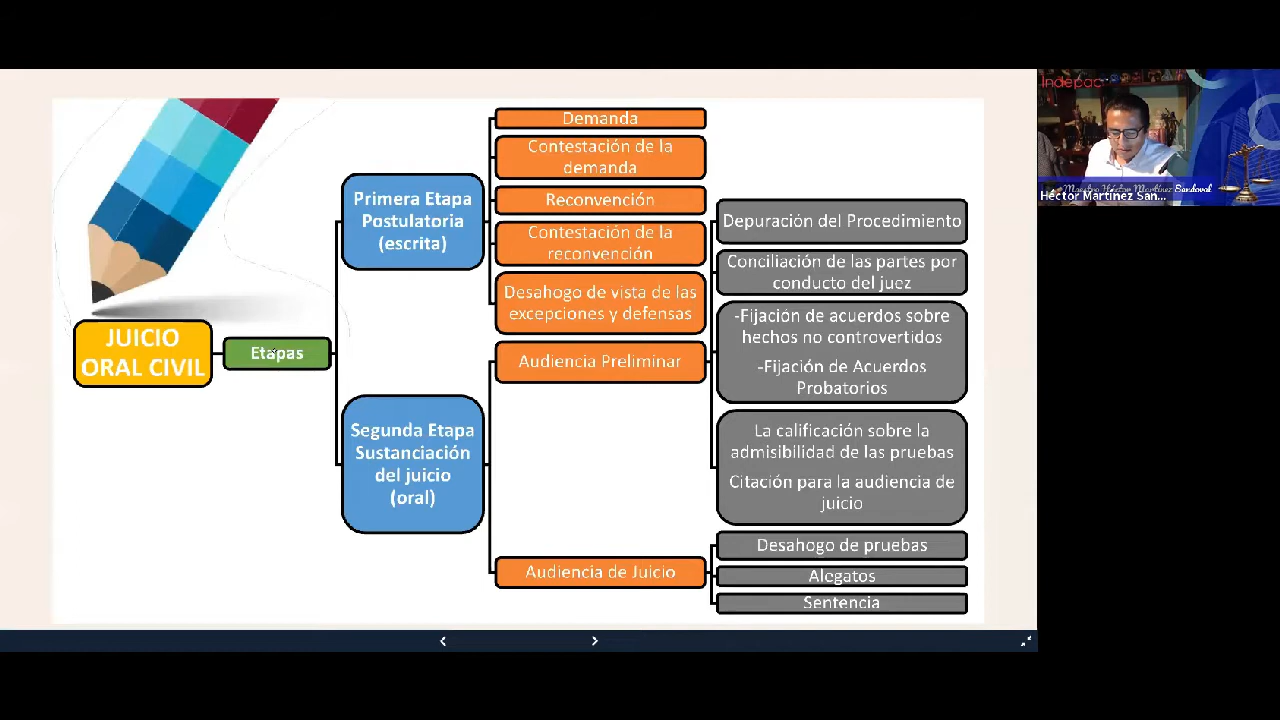 JUICIO
ORAL CIVIL
Etapas
Primera Etapa
Postulatoria
(escrita)
Demanda
Contestación de la
demanda
Reconvención
Contestación de la
reconvención
Desahogo de vista de las
excepciones y defensas
Segunda Etapa
Sustanciación
del juicio
(oral)
Audiencia Preliminar
Depuración del Procedimiento
Conciliación de las partes por
conducto del juez
-Fijación de acuerdos sobre
hechos no controvertidos
-Fijación de Acuerdos
Probatorios
La calificación sobre la
admisibilidad de las pruebas
Citación para la audiencia de
juicio
Audiencia de Juicio
Desahogo de pruebas
Alegatos
Sentencia
Indepac
Maestro Héctor Martínez Sandoval
Héctor Martínez San...